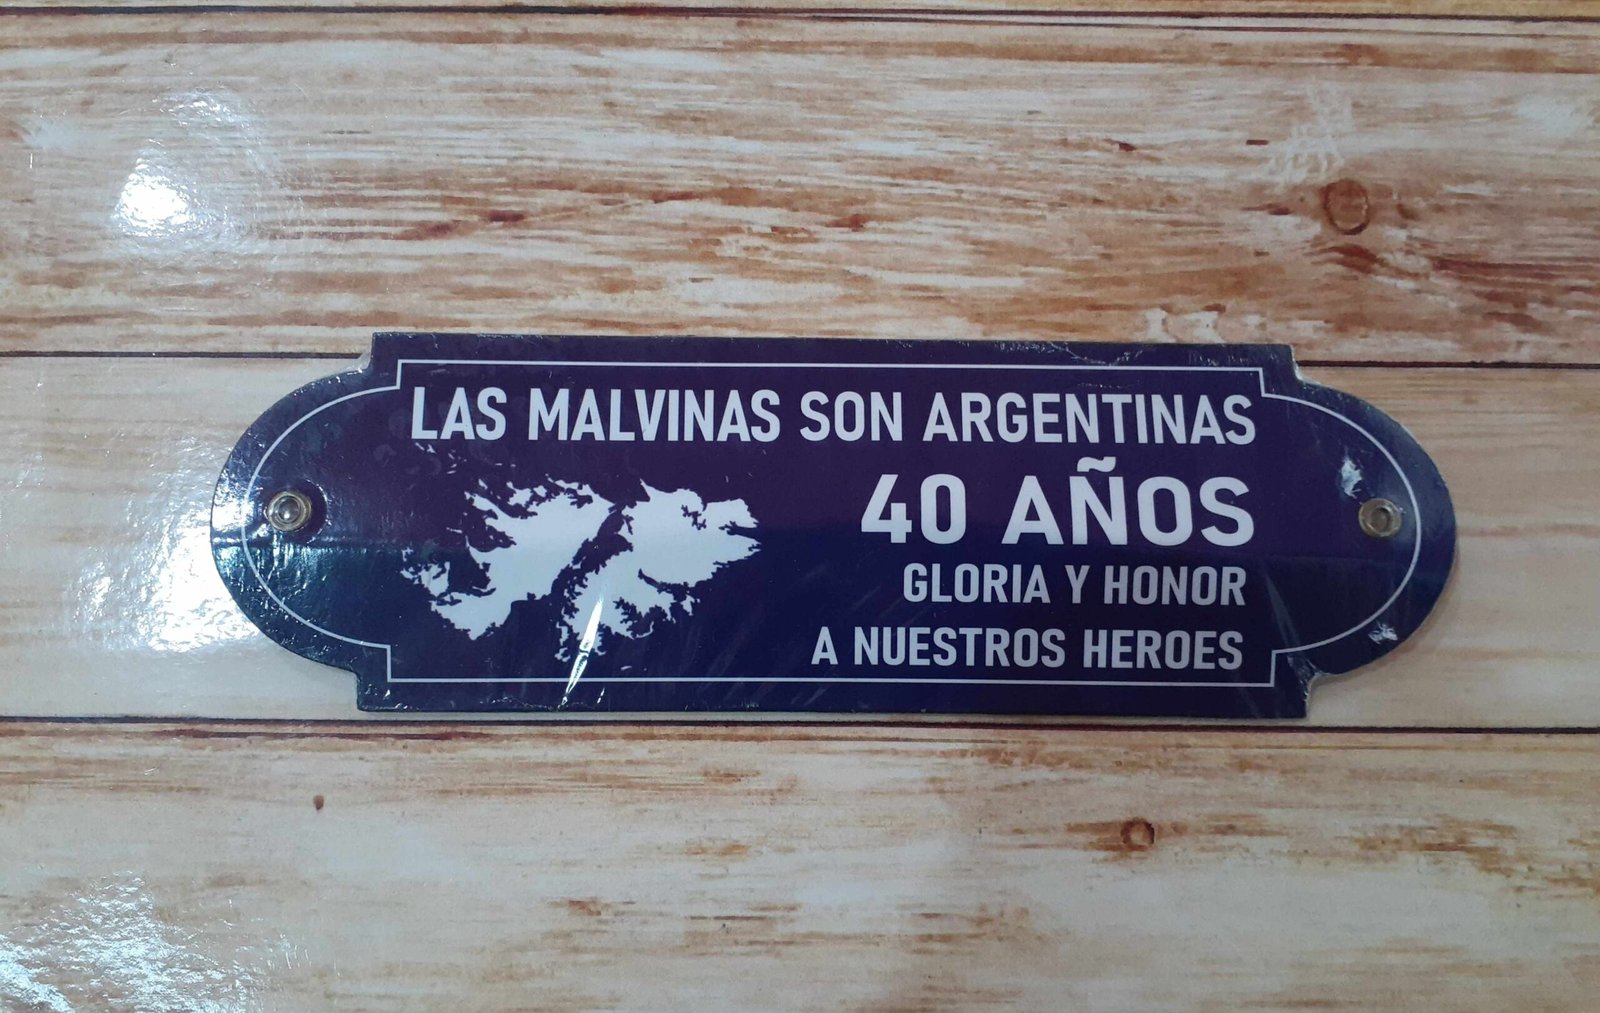 LAS MALVINAS SON ARGENTINAS
40 AÑOS
GLORIA Y HONOR
A NUESTROS HEROES